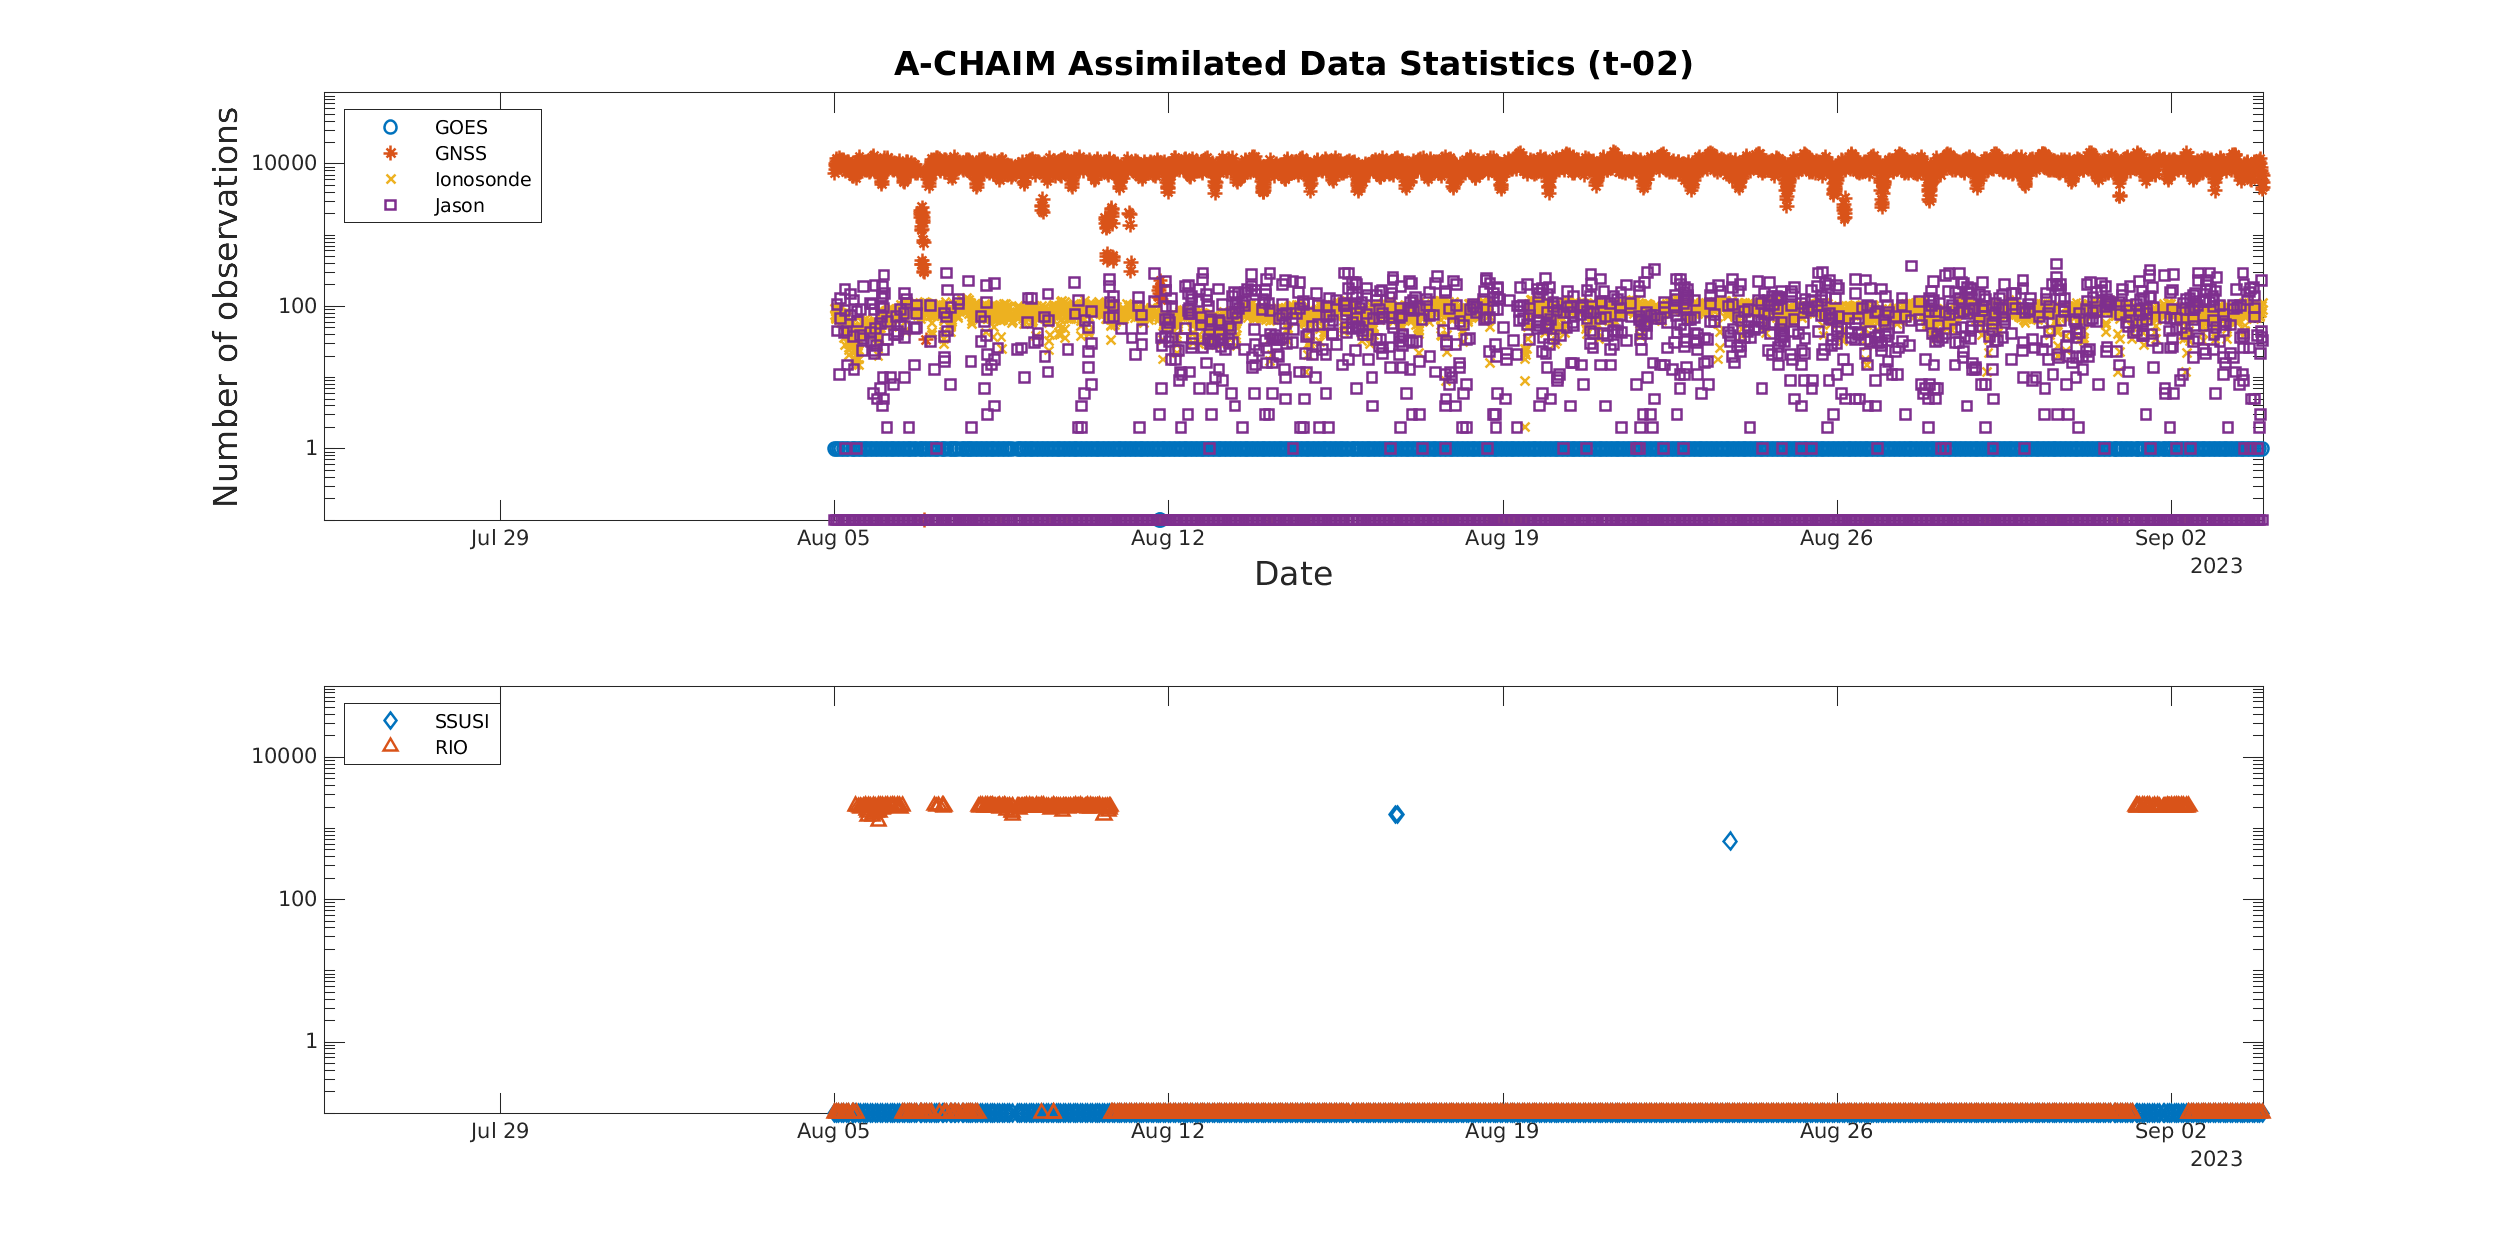 A-CHAIM Assimilated Data Statistics (t-02)
Number of observations
GOES
GNSS
Ionosonde
Jason
10000
100
1
Jul 29
Aug 05
Aug 12
Aug 19
Aug 26
Sep 02
2023
Date
SSUSI
RIO
10000
100
1
Jul 29
Aug 05
Aug 12
Aug 19
Aug 26
Sep 02
2023